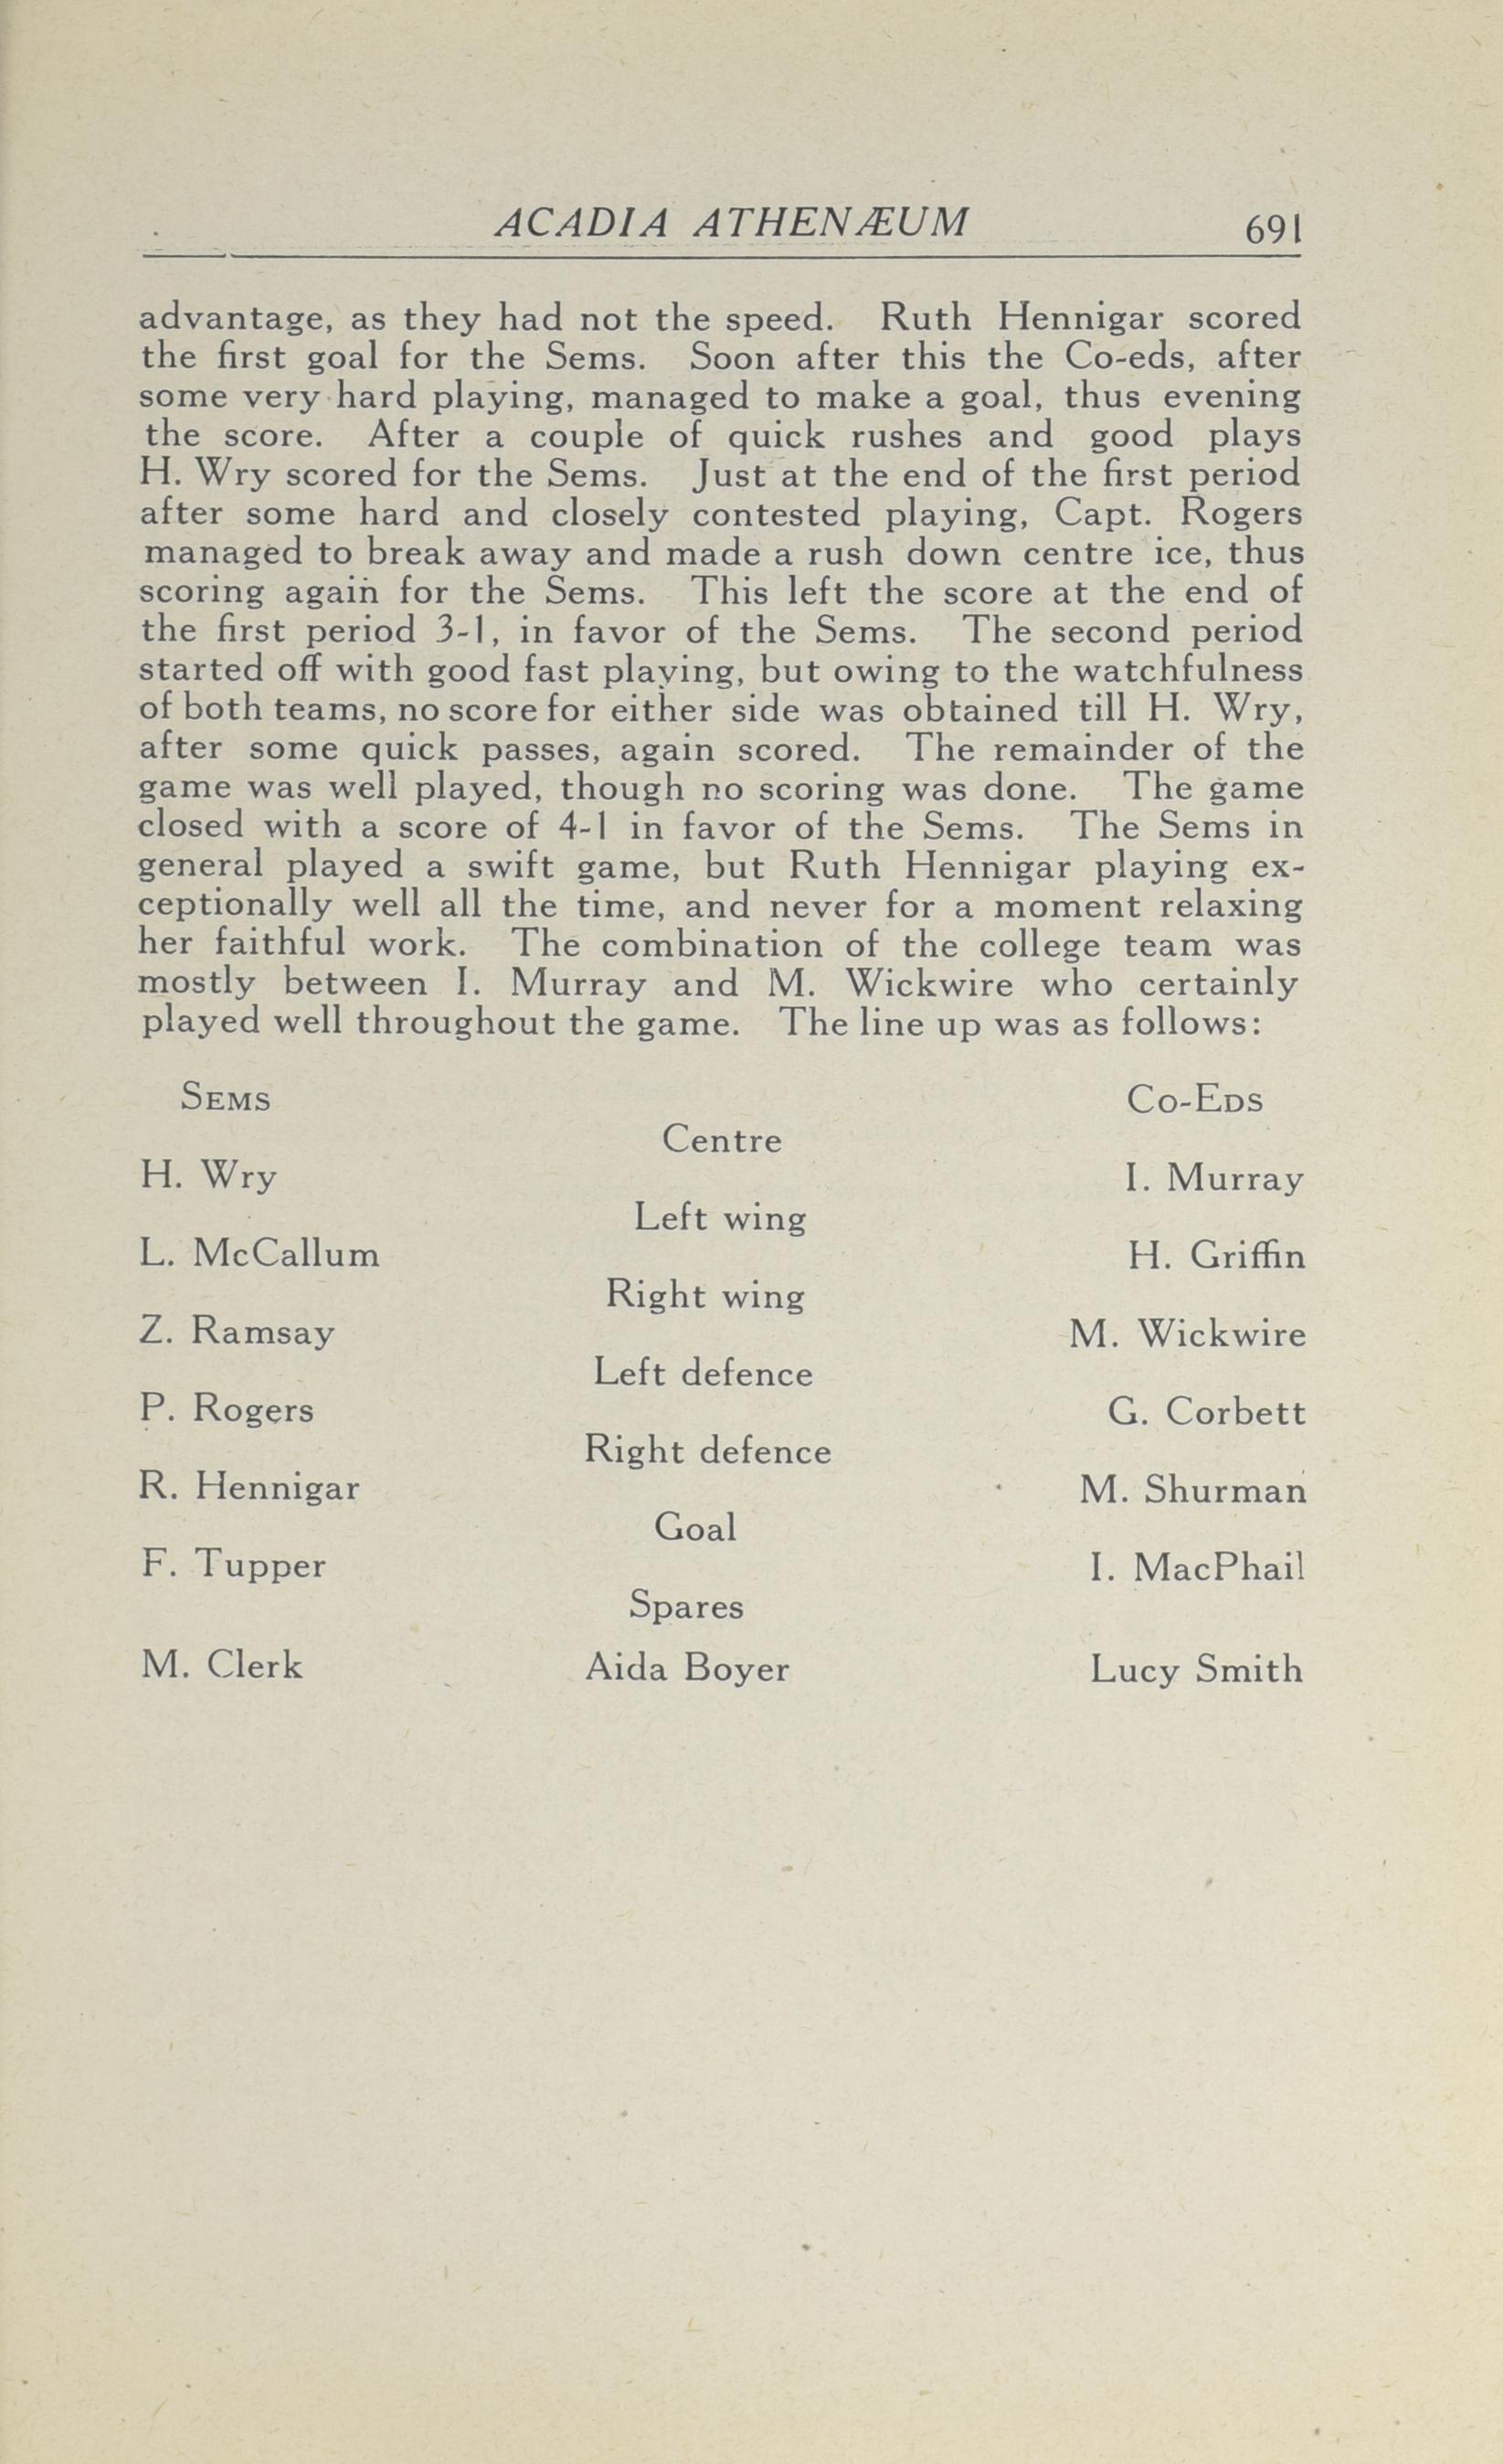 ACADIA ATHENÆUM 691
advantage, as they had not the speed. Ruth Hennigar scored
the first goal for the Sems. Soon after this the Co-eds, after
some very hard playing, managed to make a goal, thus evening
the score. After a couple of quick rushes and good plays
H. Wry scored for the Sems. Just at the end of the first period
after some hard and closely contested playing, Capt. Rogers
managed to break away and made a rush down centre ice, thus
scoring again for the Sems. This left the score at the end of
the first period 3-1, in favor of the Sems. The second period
started off with good fast playing, but owing to the watchfulness
of both teams, no score for either side was obtained till H. Wry,
after some quick passes, again scored. The remainder of the
game was well played, though no scoring was done. The game
closed with a score of 4-1 in favor of the Sems. The Sems in
general played a swift game, but Ruth Hennigar playing ex-
ceptionally well all the time, and never for a moment relaxing
her faithful work. The combination of the college team was
mostly between I. Murray and M. Wickwire who certainly
played well throughout the game. The line up was as follows:
Sems Co-Eds
Centre
H. Wry I. Murray
Left wing
L. McCallum H. Griffin
Right wing
Z. Ramsay M. Wickwire
Left defence
P. Rogers G. Corbett
Right defence
R. Hennigar M. Shurman
Goal
F. Tupper I. MacPhail
Spares
M. Clerk Aida Boyer Lucy Smith